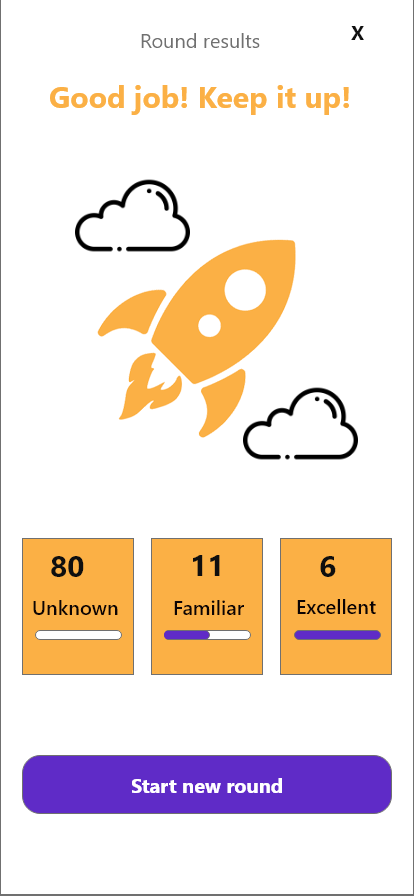 Round results
X
Good job! Keep it up!
80
Unknown
11
Familiar
6
Excellent
Start new round